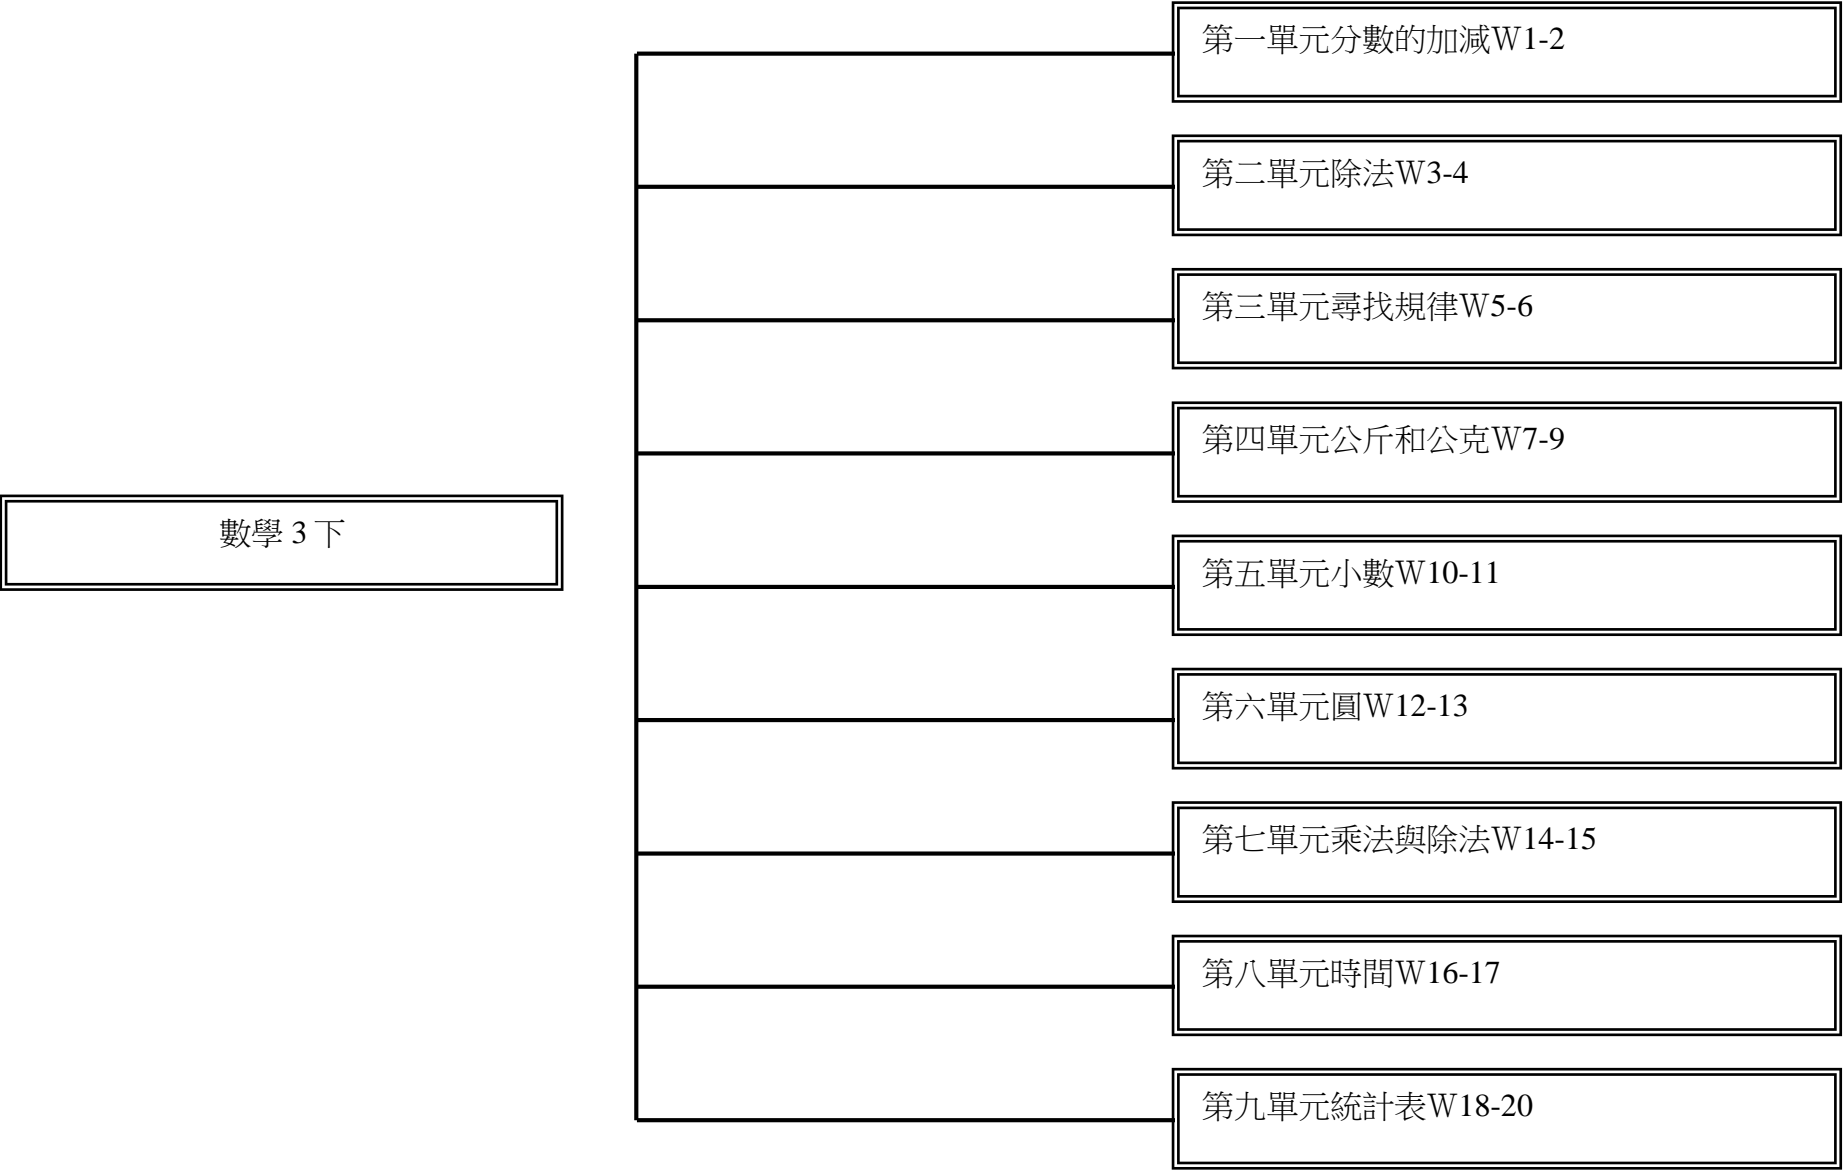 第一單元分數的加減W1-2
第二單元除法W3-4
第三單元尋找規律W5-6
第四單元公斤和公克W7-9
數學 3 下
第五單元小數W10-11
第六單元圓W12-13
第七單元乘法與除法W14-15
第八單元時間W16-17
第九單元統計表W18-20